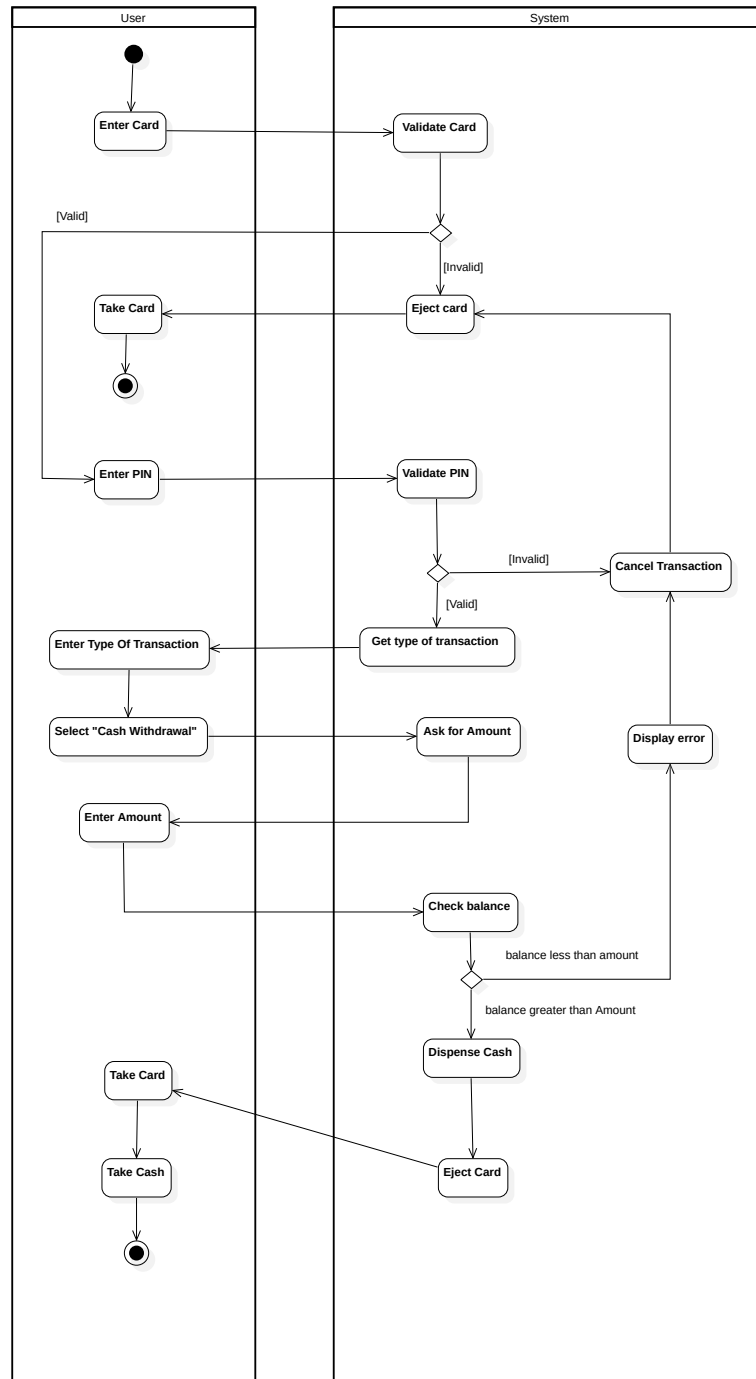 User
System
Enter Card
Validate Card
[Valid]
[Invalid]
Take Card
Eject card
Enter PIN
Validate PIN
[Invalid]
Cancel Transaction
[Valid]
Enter Type Of Transaction
Get type of transaction
Select "Cash Withdrawal"
Ask for Amount
Display error
Enter Amount
Check balance
balance less than amount
balance greater than Amount
Dispense Cash
Take Card
Take Cash
Eject Card